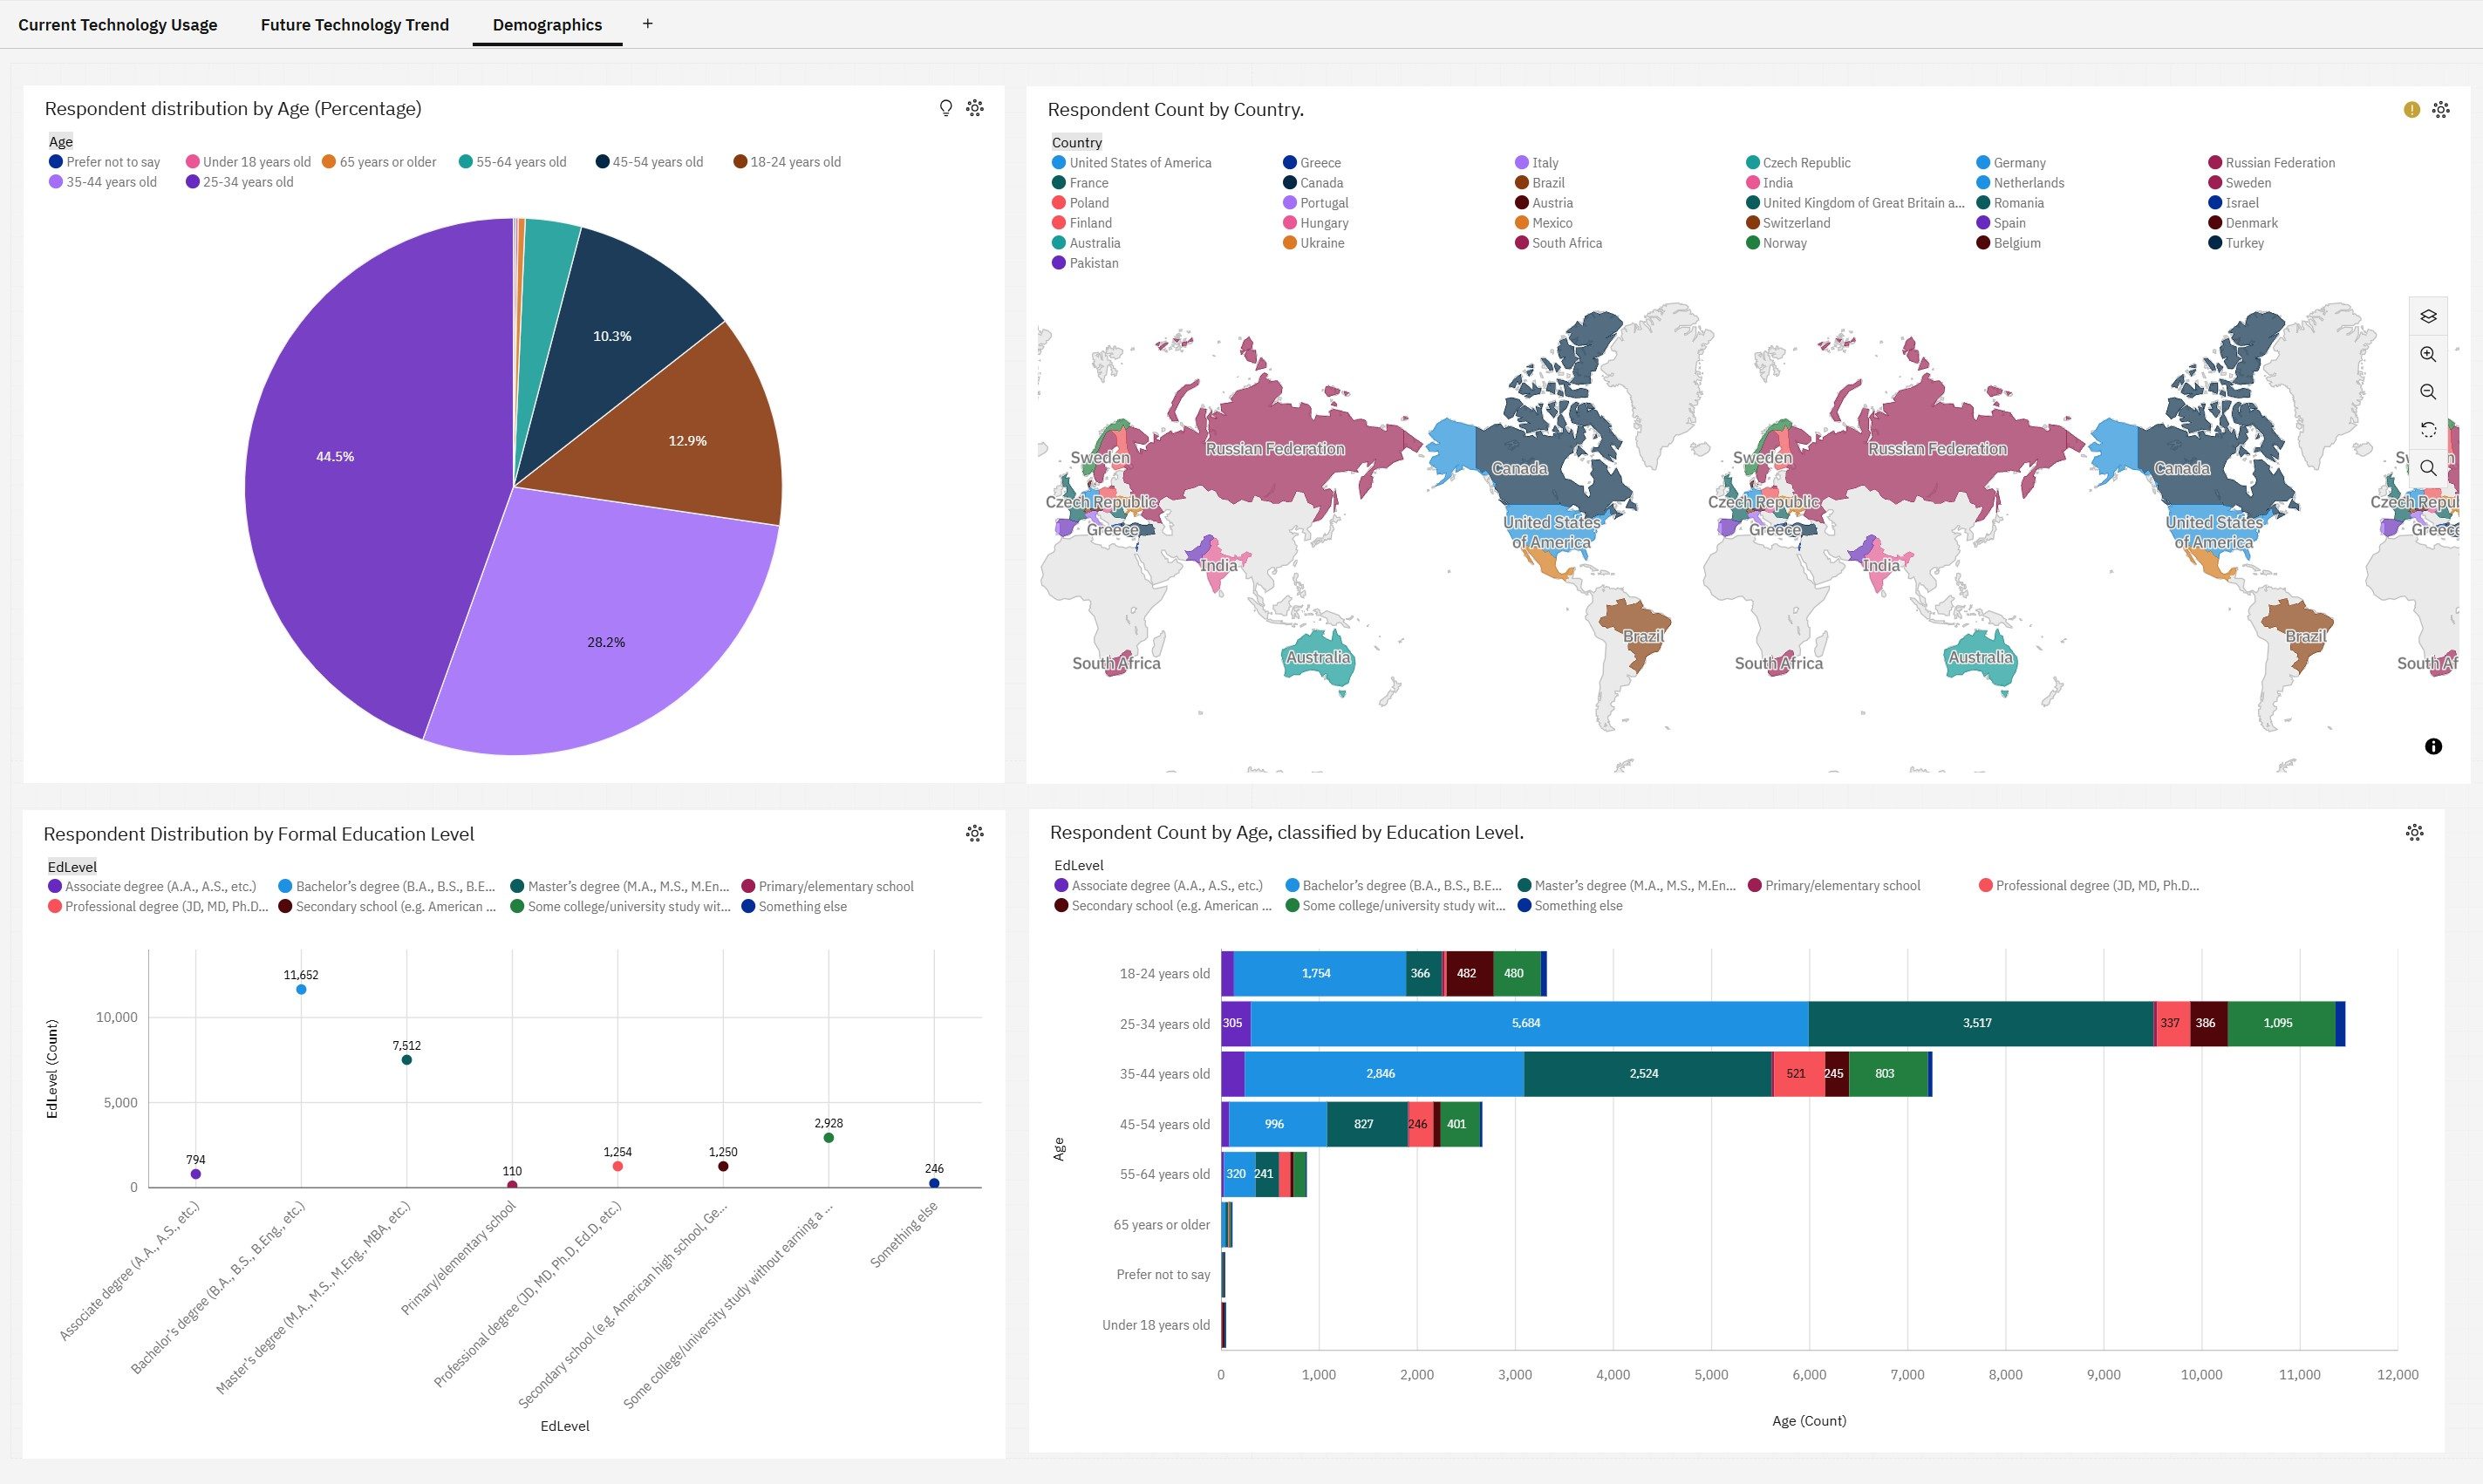 Current Technology Usage Future Technology Trend Demographics +
Respondent distribution by Age (Percentage)
Age
Prefer not to say Under 18 years old 65 years or older 55-64 years old 45-54 years old 18-24 years old
35-44 years old 25-34 years old
10.3%
12.9%
44.5%
28.2%
Respondent Count by Country.
Country
United States of America Greece Italy Czech Republic Germany Russian Federation
France Canada Brazil India Netherlands Sweden
Poland Portugal Austria United Kingdom of Great Britain a... Romania Israel
Finland Hungary Mexico Switzerland Spain Denmark
Australia Ukraine South Africa Norway Belgium Turkey
Pakistan
Russian Federation Russian Federation
Sweden Sweden
Canada Canada
Czech Republic Czech Republic Czech Repul
United States United States
Greece Greece Greece
of America of America
India India
Brazil Brazil
Australia Australia
South Africa South Africa South Af
Respondent Distribution by Formal Education Level
EdLevel
Associate degree (A.A., A.S., etc.) Bachelor's degree (B.A., B.S., B.E... Master's degree (M.A., M.S., M.En... Primary/elementary school
Professional degree (JD, MD, Ph.D... Secondary school (e.g. American ... Some college/university study wit... Something else
EdLevel (Count)
10,000
5,000
0
794
11,652
7,512
110
1,254
1,250
2,928
246
Associate degree (A.A., A.S., etc.)
Bachelor's degree (B.A., B.S., B.Eng., etc.)
Master's degree (M.A., M.S., M.Eng., MBA, etc.)
Primary/elementary school
Professional degree (JD, MD, Ph.D, Ed.D, etc.)
Secondary school (e.g. American high school, Ge...
Some college/university study without earning a ...
Something else
EdLevel
Respondent Count by Age, classified by Education Level.
EdLevel
Associate degree (A.A., A.S., etc.) Bachelor's degree (B.A., B.S., B.E... Master's degree (M.A., M.S., M.En... Primary/elementary school Professional degree (JD, MD, Ph.D...
Secondary school (e.g. American ... Some college/university study wit... Something else
Age
18-24 years old 1,754 366 482 480
25-34 years old 305 5,684 3,517 337 386 1,095
35-44 years old 2,846 2,524 521 245 803
45-54 years old 996 827 246 401
55-64 years old 320 241
65 years or older
Prefer not to say
Under 18 years old
0 1,000 2,000 3,000 4,000 5,000 6,000 7,000 8,000 9,000 10,000 11,000 12,000
Age (Count)